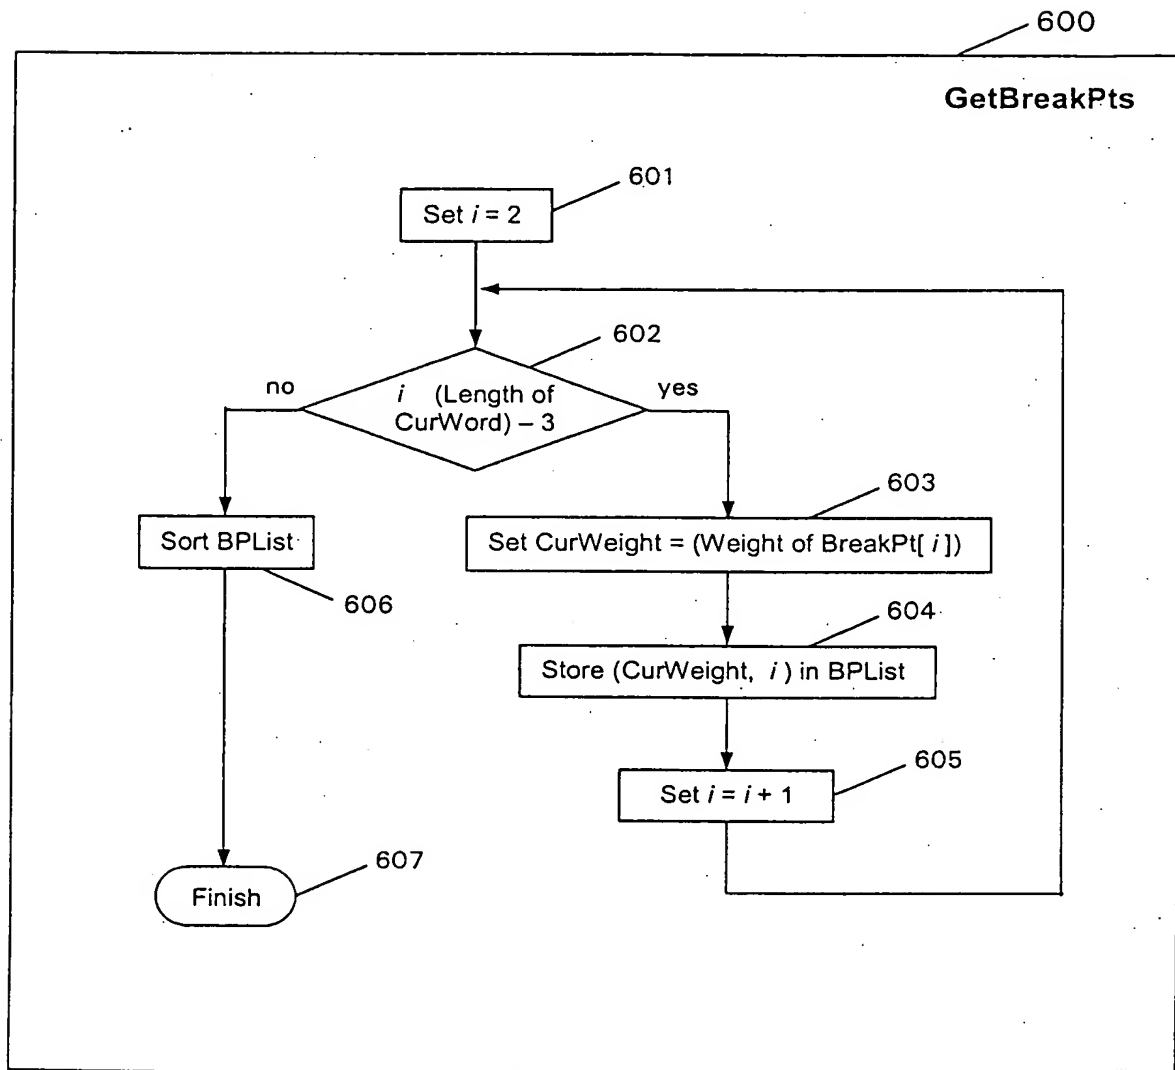 600
GetBreakPts
601
Set i = 2
602
no
i (Length of
CurWord) – 3
yes
603
Set CurWeight = (Weight of BreakPt[ i ])
Sort BPList
606
604
Store (CurWeight, i ) in BPList
605
Set i = i + 1
607
Finish